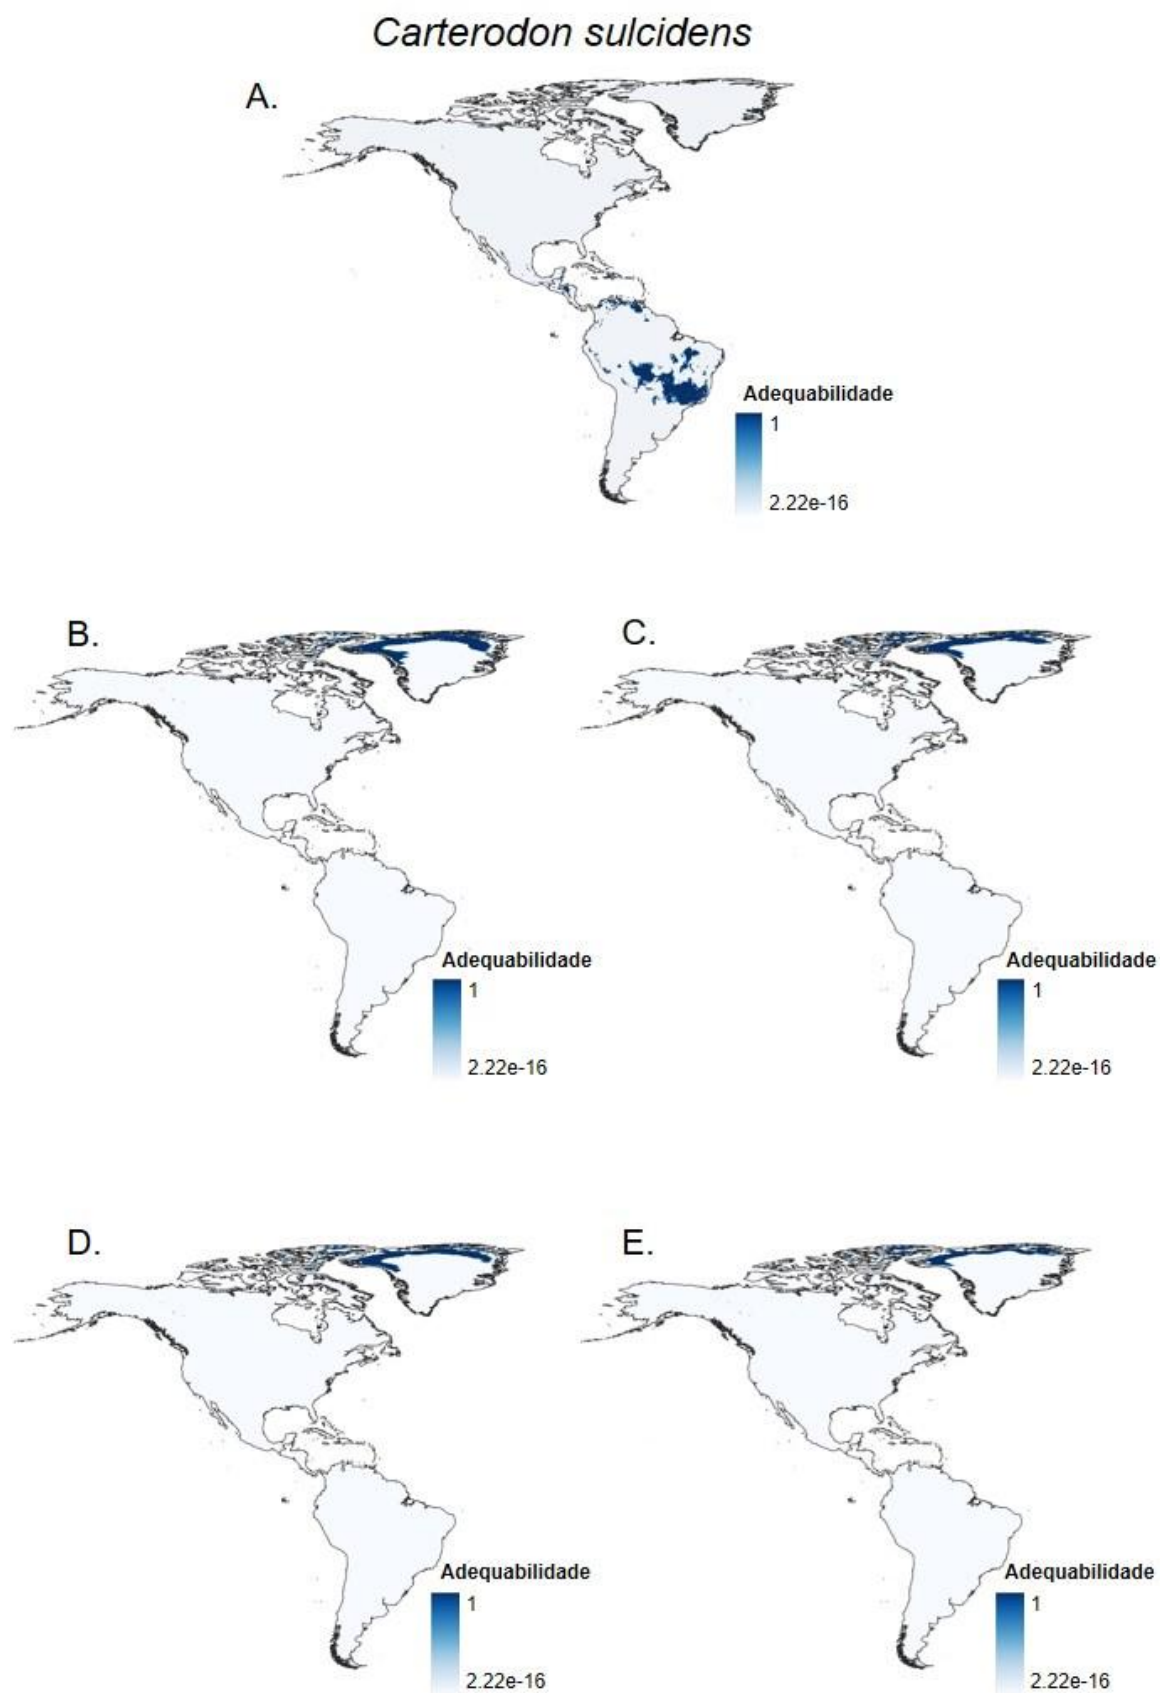 Carterodon sulcidens
A.
Adequabilidade
1
2.22e-16
B.
C.
Adequabilidade
1
2.22e-16
Adequabilidade
1
2.22e-16
D.
E.
Adequabilidade
1
2.22e-16
Adequabilidade
1
2.22e-16